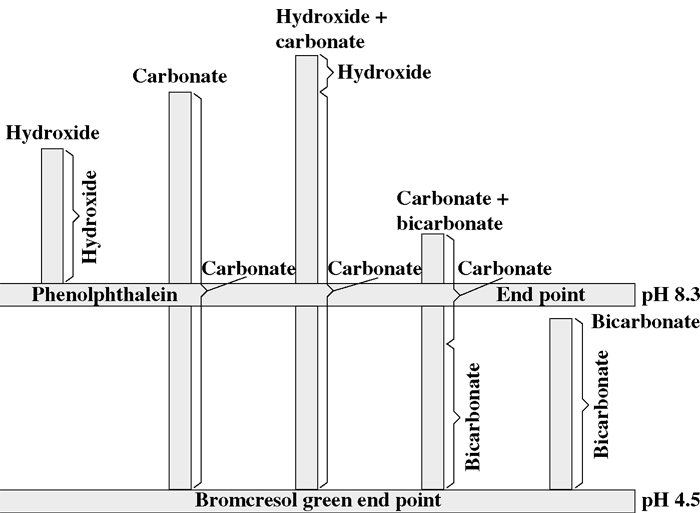 Hydroxide +
carbonate
Hydroxide
Carbonate
Hydroxide
Hydroxide
Carbonate +
bicarbonate
Carbonate
Carbonate
Carbonate
Phenolphthalein
End point
pH 8.3
Bicarbonate
Bicarbonate
Bicarbonate
Bromcresol green end point
pH 4.5